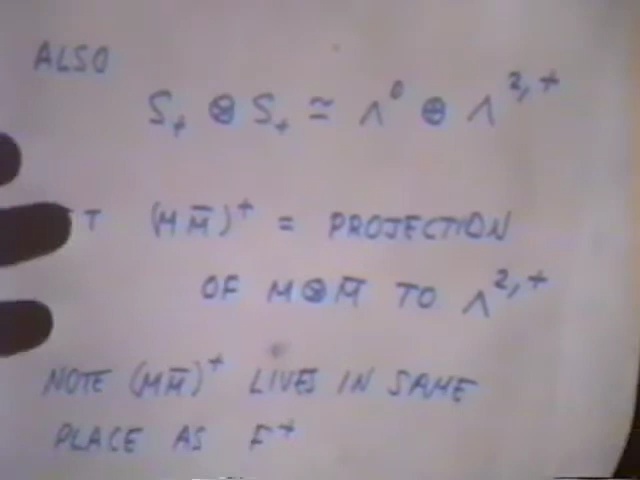 ALSO
S₊ ⊗ S₊ ≃ Λ⁰ ⊕ Λ²,⁺
T (MM̄)⁺ = PROJECTION
OF M⊗M̄ TO Λ²,⁺
NOTE (MM̄)⁺ LIVES IN SAME
PLACE AS F⁺